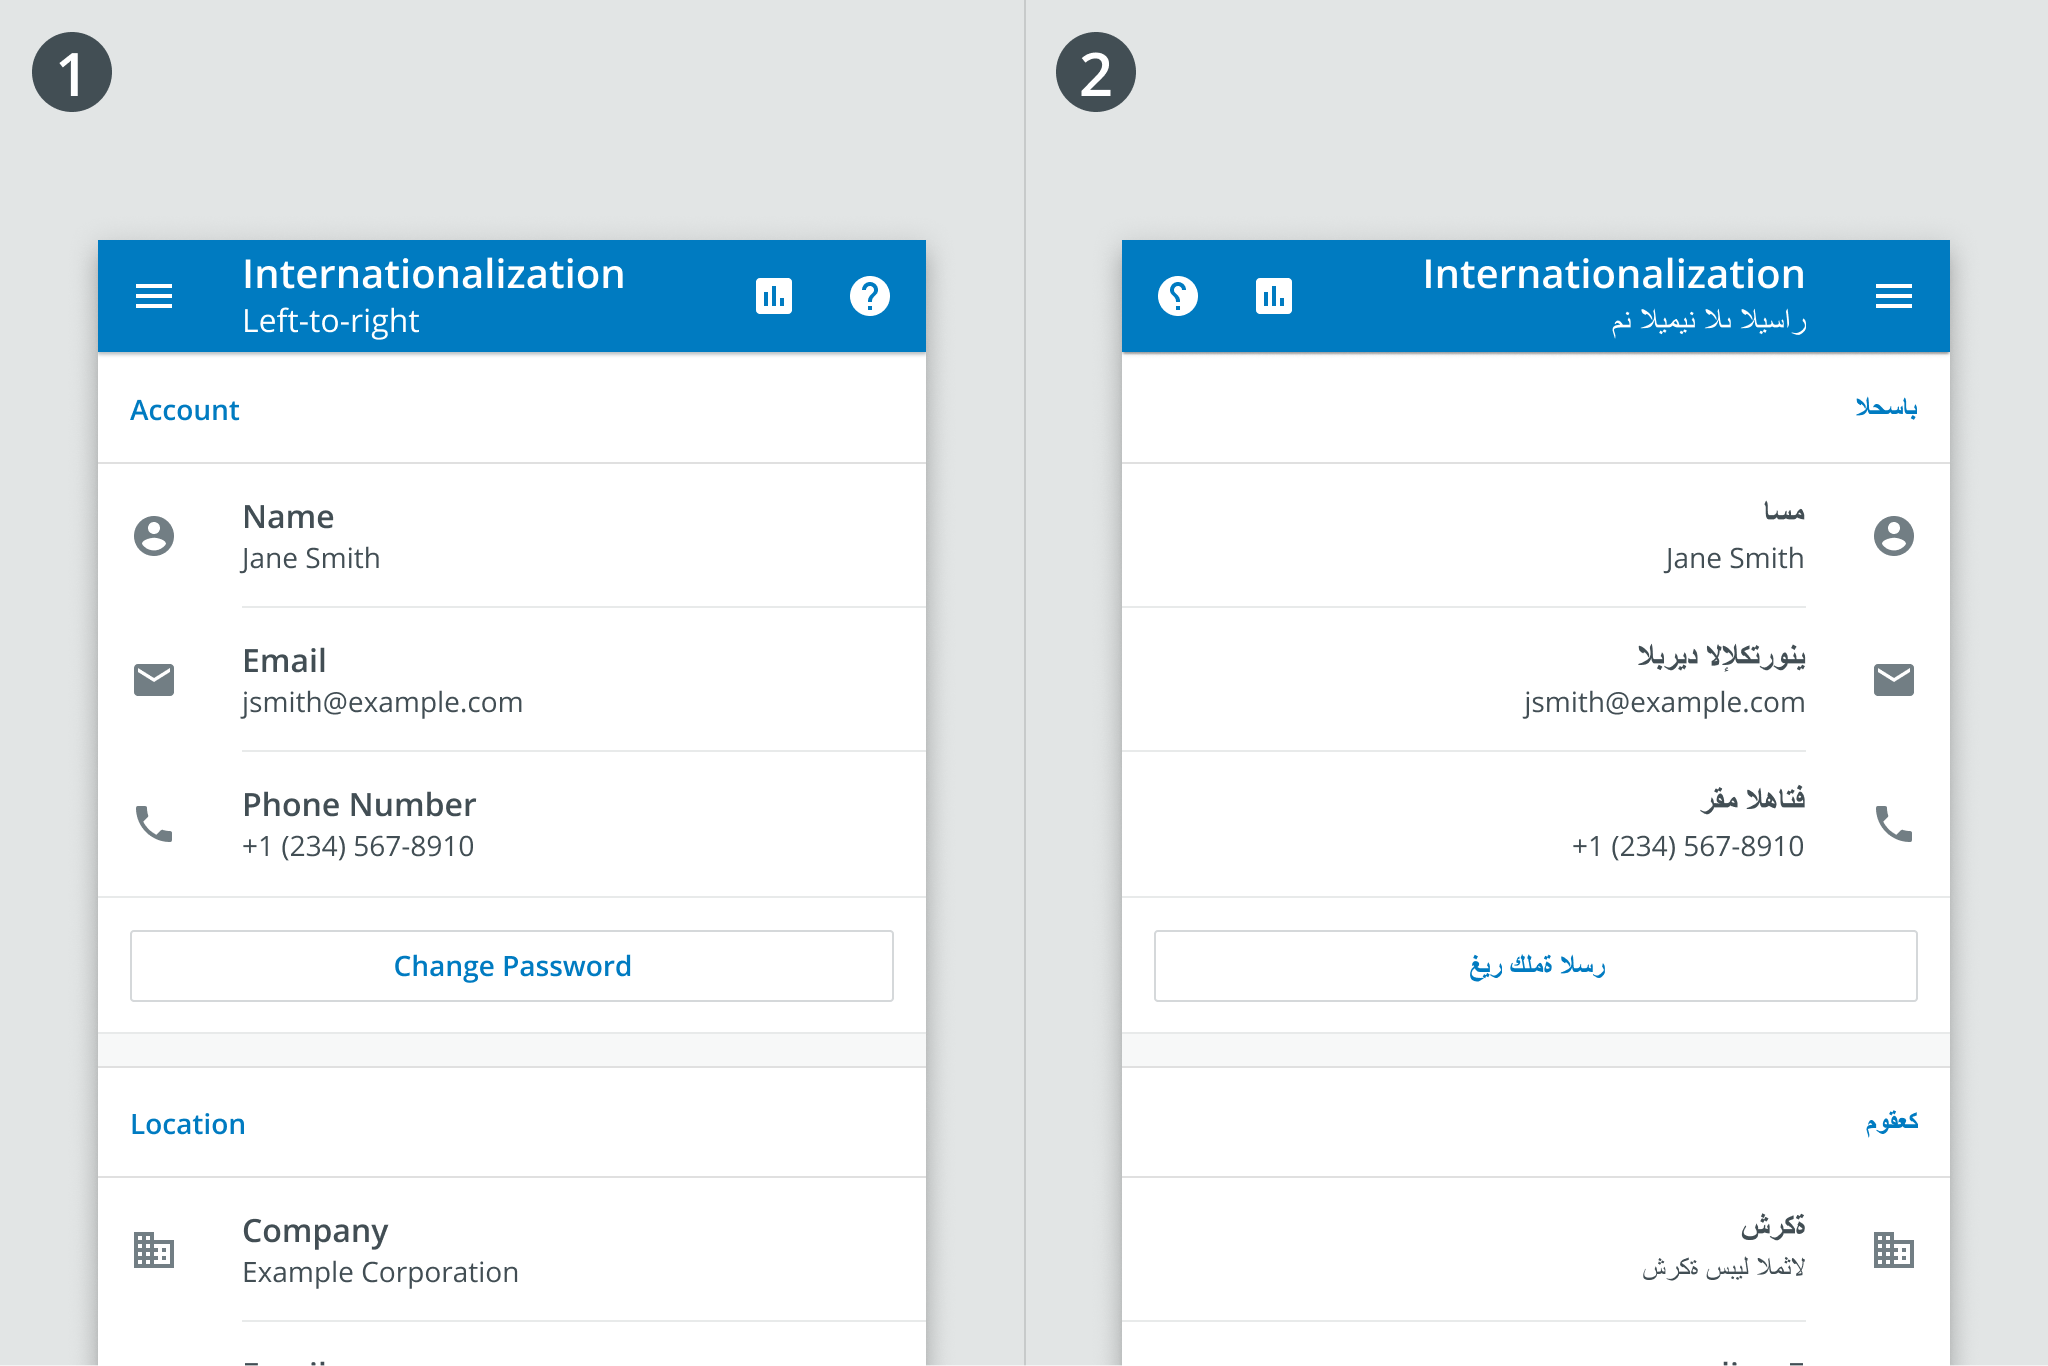 1
Internationalization
Left-to-right
Account
Name
Jane Smith
Email
jsmith@example.com
Phone Number
+1 (234) 567-8910
Change Password
Location
Company
Example Corporation
2
Internationalization
راسيلا ىلا نيميلا نم
باسحلا
مسا
Jane Smith
ينورتكلإلا ديربلا
jsmith@example.com
فتاهلا مقر
+1 (234) 567-8910
رسلا ةملك ريغ
كعقوم
ةكرش
لاثملا ليبس ةكرش